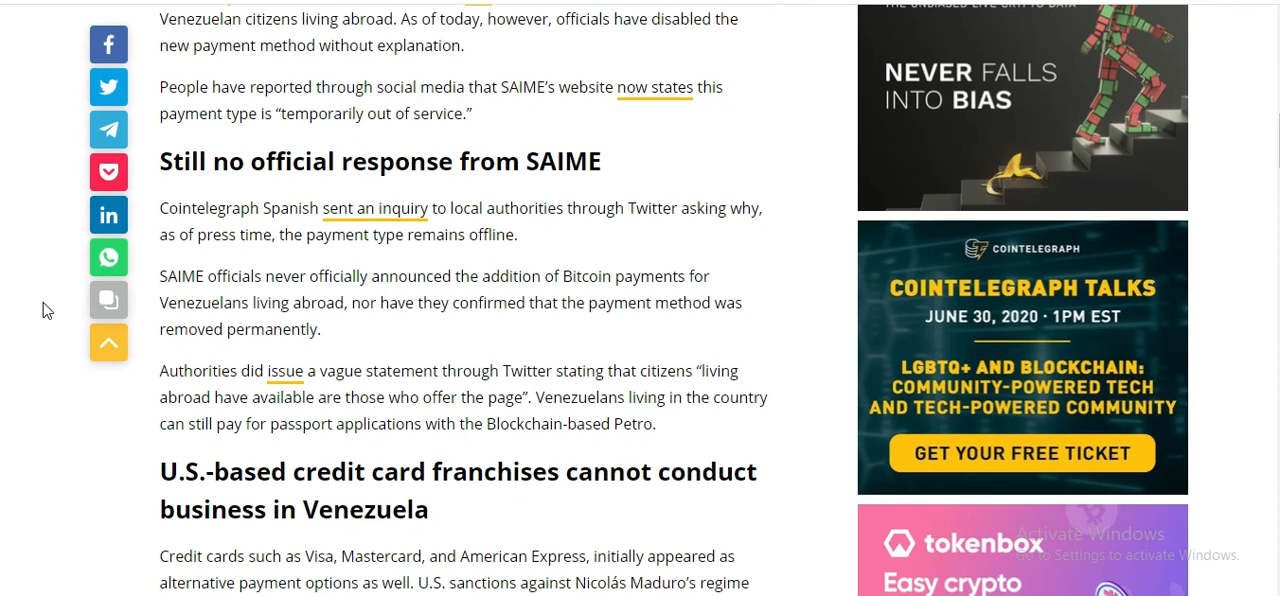 Venezuelan citizens living abroad. As of today, however, officials have disabled the
new payment method without explanation.
People have reported through social media that SAIME’s website now states this
payment type is “temporarily out of service.”
Still no official response from SAIME
Cointelegraph Spanish sent an inquiry to local authorities through Twitter asking why,
as of press time, the payment type remains offline.
SAIME officials never officially announced the addition of Bitcoin payments for
Venezuelans living abroad, nor have they confirmed that the payment method was
removed permanently.
Authorities did issue a vague statement through Twitter stating that citizens “living
abroad have available are those who offer the page”. Venezuelans living in the country
can still pay for passport applications with the Blockchain-based Petro.
U.S.-based credit card franchises cannot conduct
business in Venezuela
Credit cards such as Visa, Mastercard, and American Express, initially appeared as
alternative payment options as well. U.S. sanctions against Nicolás Maduro’s regime
NEVER FALLS
INTO BIAS
COINTELEGRAPH
COINTELEGRAPH TALKS
JUNE 30, 2020 · 1PM EST
LGBTQ+ AND BLOCKCHAIN:
COMMUNITY-POWERED TECH
AND TECH-POWERED COMMUNITY
GET YOUR FREE TICKET
tokenbox
Easy crypto
Activate Windows
Go to Settings to activate Windows.